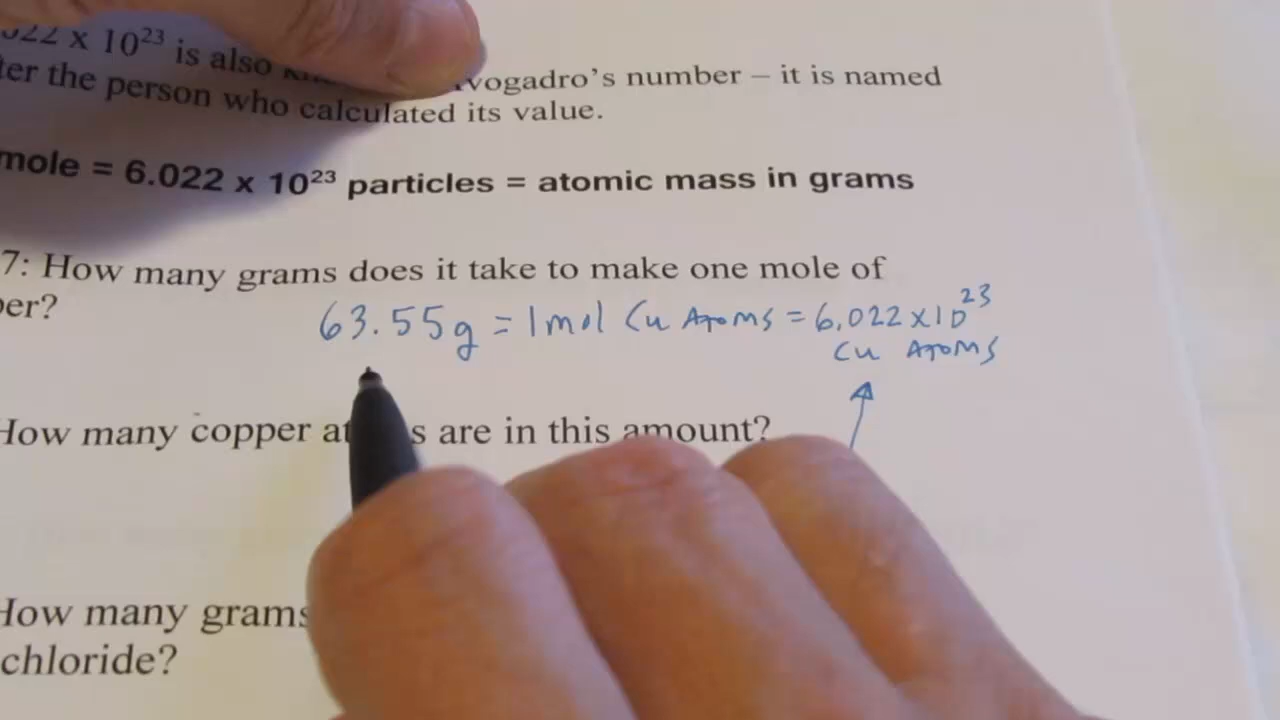 022 x 10²³ is also vogadro's number – it is named
ter the person who calculated its value.
mole = 6.022 x 10²³ particles = atomic mass in grams
7: How many grams does it take to make one mole of
per?
63.55g = 1mol Cu Atoms = 6.022 x 10²³
Cu Atoms
How many copper at s are in this amount?
How many grams
chloride?